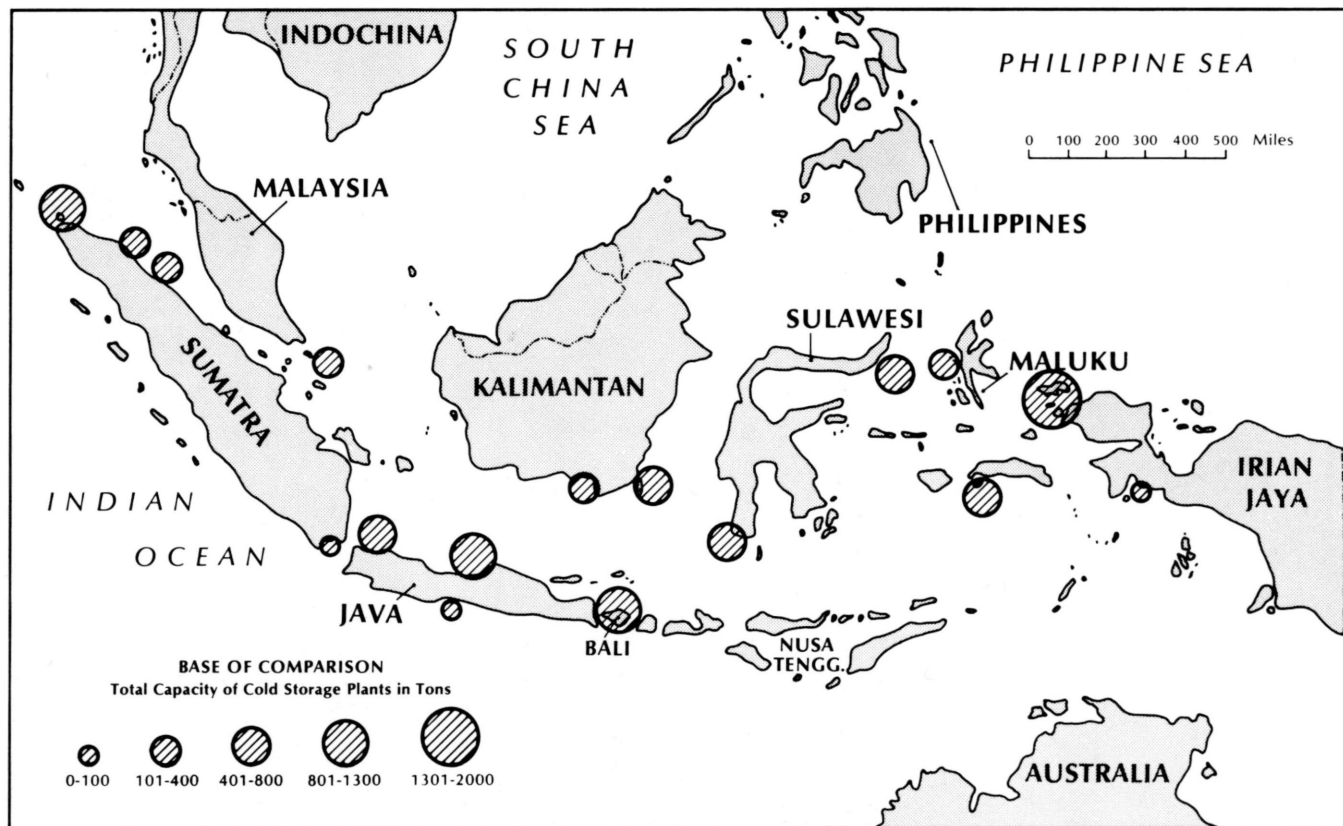 INDOCHINA
SOUTH
CHINA
SEA
PHILIPPINE SEA
0 100 200 300 400 500 Miles
MALAYSIA
PHILIPPINES
SULAWESI
MALUKU
SUMATRA
KALIMANTAN
IRIAN
JAYA
INDIAN
OCEAN
JAVA
BALI
NUSA
TENGG.
BASE OF COMPARISON
Total Capacity of Cold Storage Plants in Tons
0-100 101-400 401-800 801-1300 1301-2000
AUSTRALIA